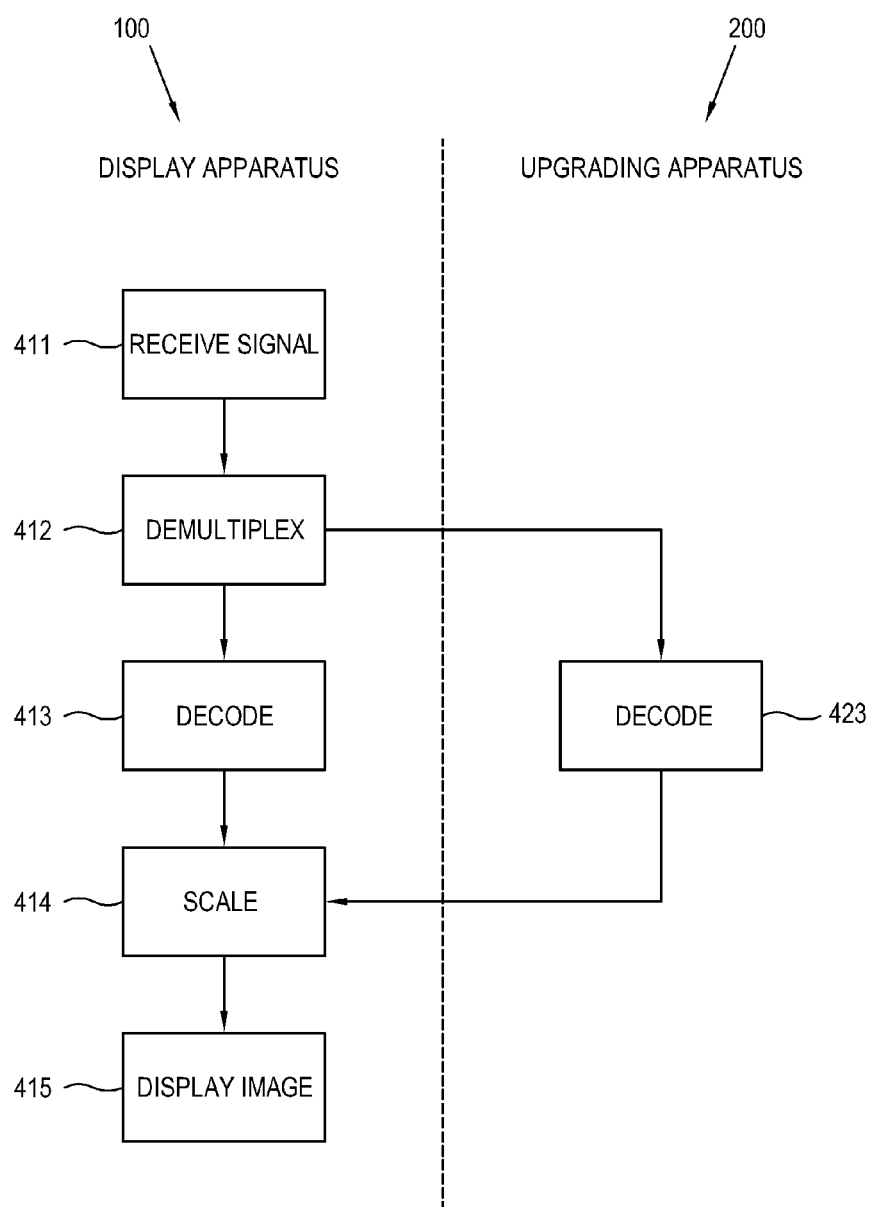 100
200
DISPLAY APPARATUS
UPGRADING APPARATUS
411
RECEIVE SIGNAL
412
DEMULTIPLEX
413
DECODE
DECODE
423
414
SCALE
415
DISPLAY IMAGE